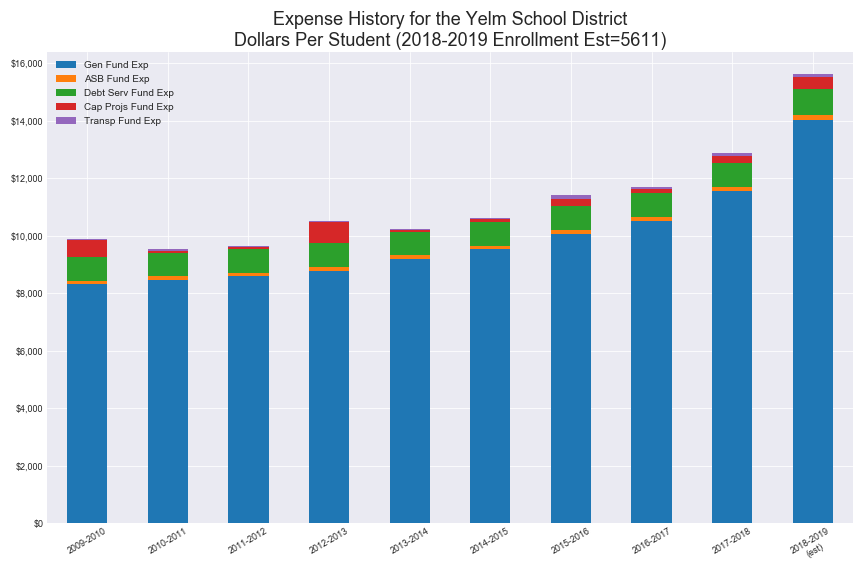 Expense History for the Yelm School District
Dollars Per Student (2018-2019 Enrollment Est=5611)
Gen Fund Exp
ASB Fund Exp
Debt Serv Fund Exp
Cap Projs Fund Exp
Transp Fund Exp
$16,000
$14,000
$12,000
$10,000
$8,000
$6,000
$4,000
$2,000
$0
2009-2010
2010-2011
2011-2012
2012-2013
2013-2014
2014-2015
2015-2016
2016-2017
2017-2018
2018-2019
(est)